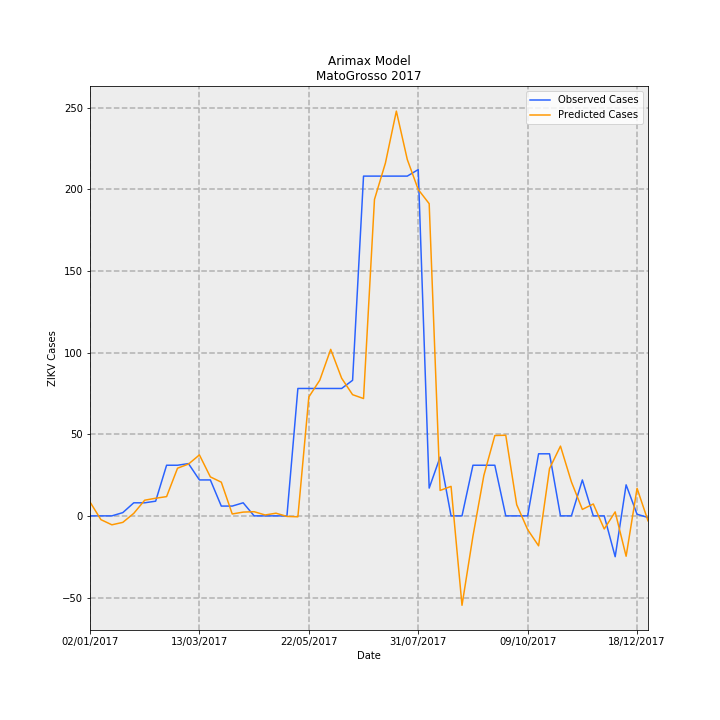 Arimax Model
MatoGrosso 2017
Observed Cases
Predicted Cases
250
200
150
100
50
0
−50
ZIKV Cases
02/01/2017 13/03/2017 22/05/2017 31/07/2017 09/10/2017 18/12/2017
Date